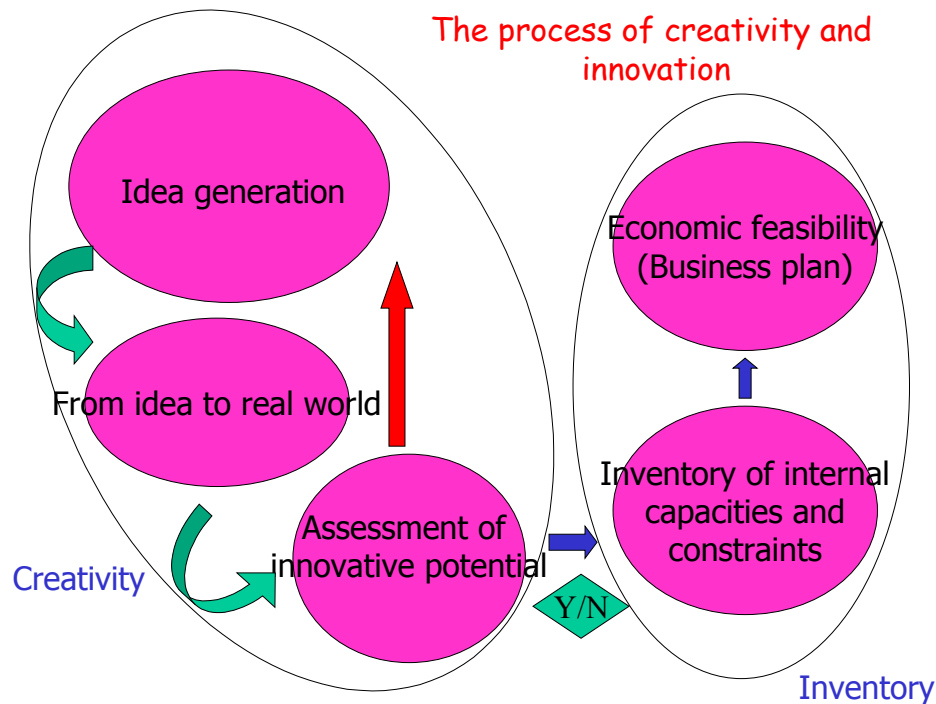 The process of creativity and
innovation
Idea generation
From idea to real world
Assessment of
innovative potential
Creativity
Y/N
Economic feasibility
(Business plan)
Inventory of internal
capacities and
constraints
Inventory